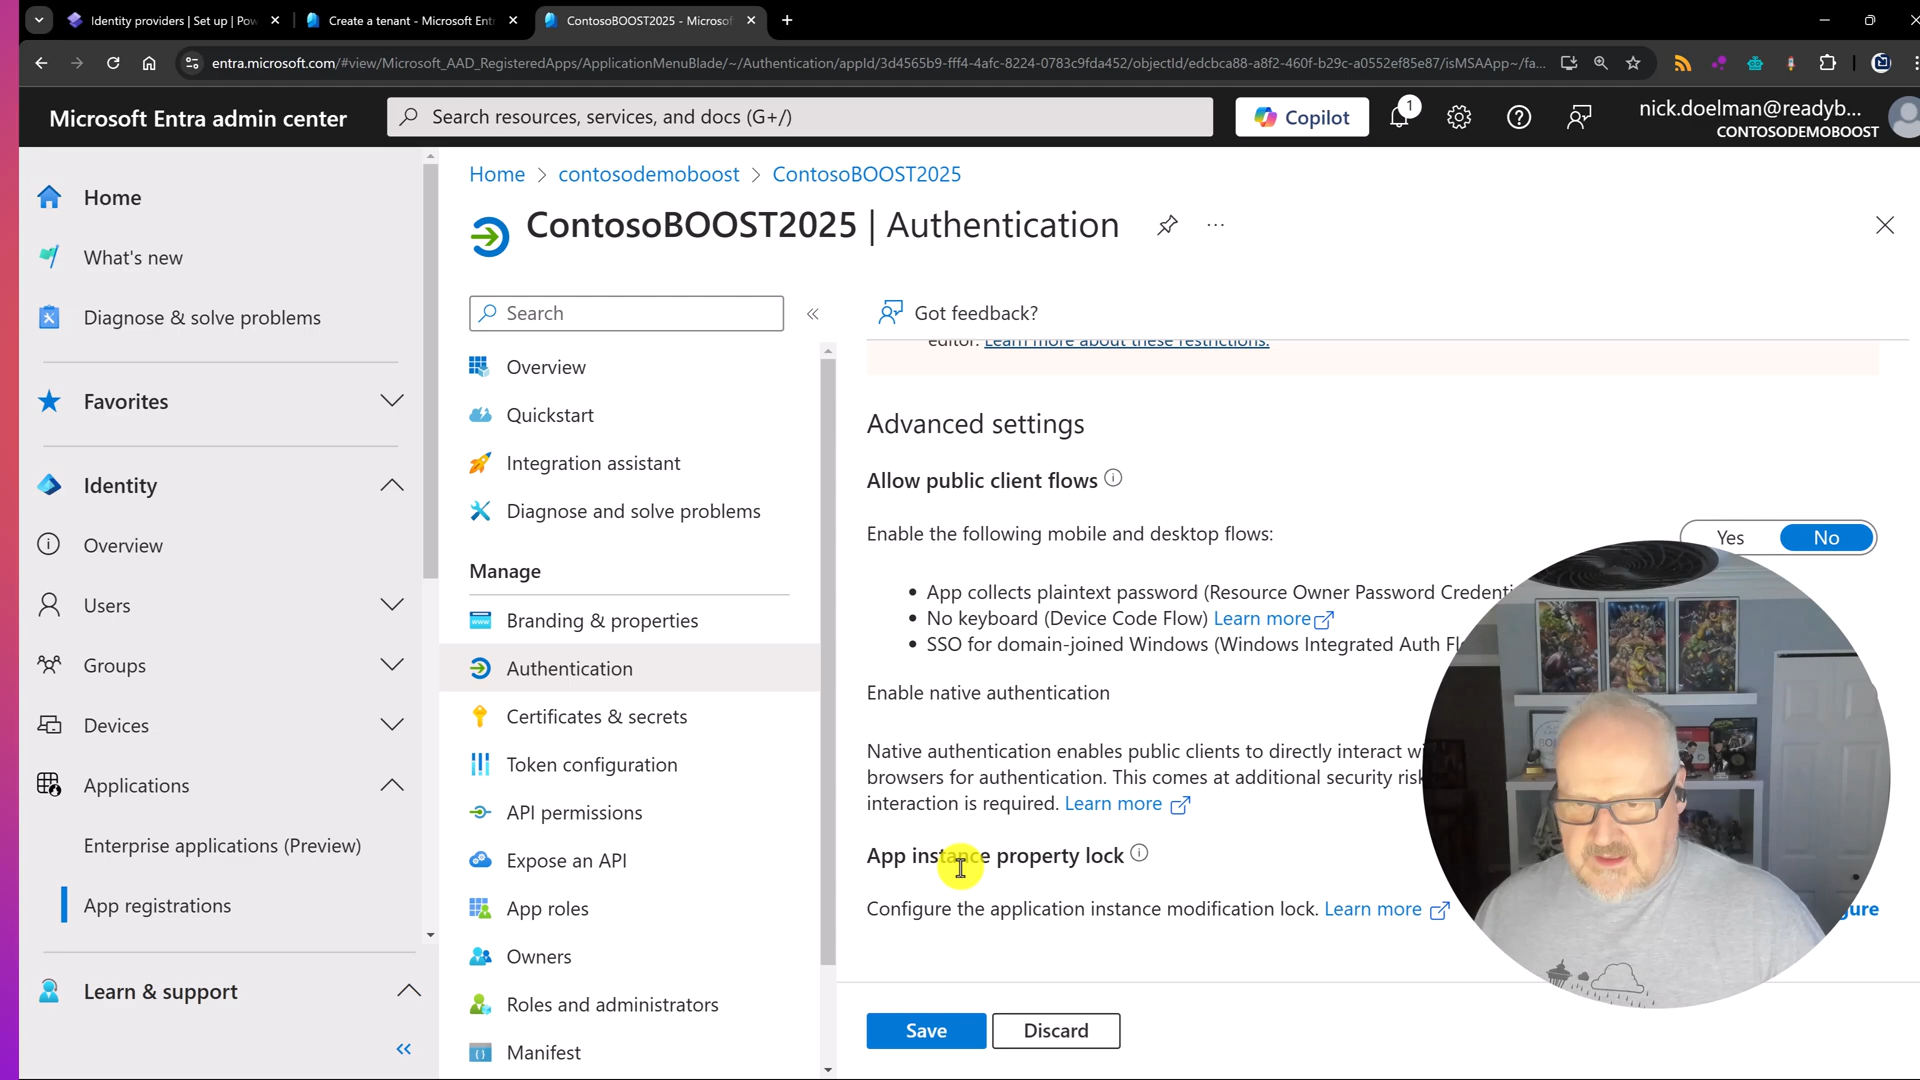 Identity providers | Set up | Pow
Create a tenant - Microsoft Entr
ContosoBOOST2025 - Microsof
entra.microsoft.com/#view/Microsoft_AAD_RegisteredApps/ApplicationMenuBlade/~/Authentication/appId/3d4565b9-fff4-4afc-8224-0783c9fda452/objectId/edcbca88-a8f2-460f-b29c-a0552ef85e87/isMSAApp~/fa...
Microsoft Entra admin center
Search resources, services, and docs (G+/)
Copilot
1
nick.doelman@readyb...
CONTOSODEMOBOOST
Home
What's new
Diagnose & solve problems
Favorites
Identity
Overview
Users
Groups
Devices
Applications
Enterprise applications (Preview)
App registrations
Learn & support
Home > contosodemoboost > ContosoBOOST2025
ContosoBOOST2025 | Authentication
Search
Overview
Quickstart
Integration assistant
Diagnose and solve problems
Manage
Branding & properties
Authentication
Certificates & secrets
Token configuration
API permissions
Expose an API
App roles
Owners
Roles and administrators
Manifest
Got feedback?
editor. Learn more about these restrictions.
Advanced settings
Allow public client flows
Enable the following mobile and desktop flows:
Yes No
• App collects plaintext password (Resource Owner Password Credenti
• No keyboard (Device Code Flow) Learn more
• SSO for domain-joined Windows (Windows Integrated Auth Fl
Enable native authentication
Native authentication enables public clients to directly interact wi
browsers for authentication. This comes at additional security risk
interaction is required. Learn more
App instance property lock
Configure the application instance modification lock. Learn more
gure
Save
Discard